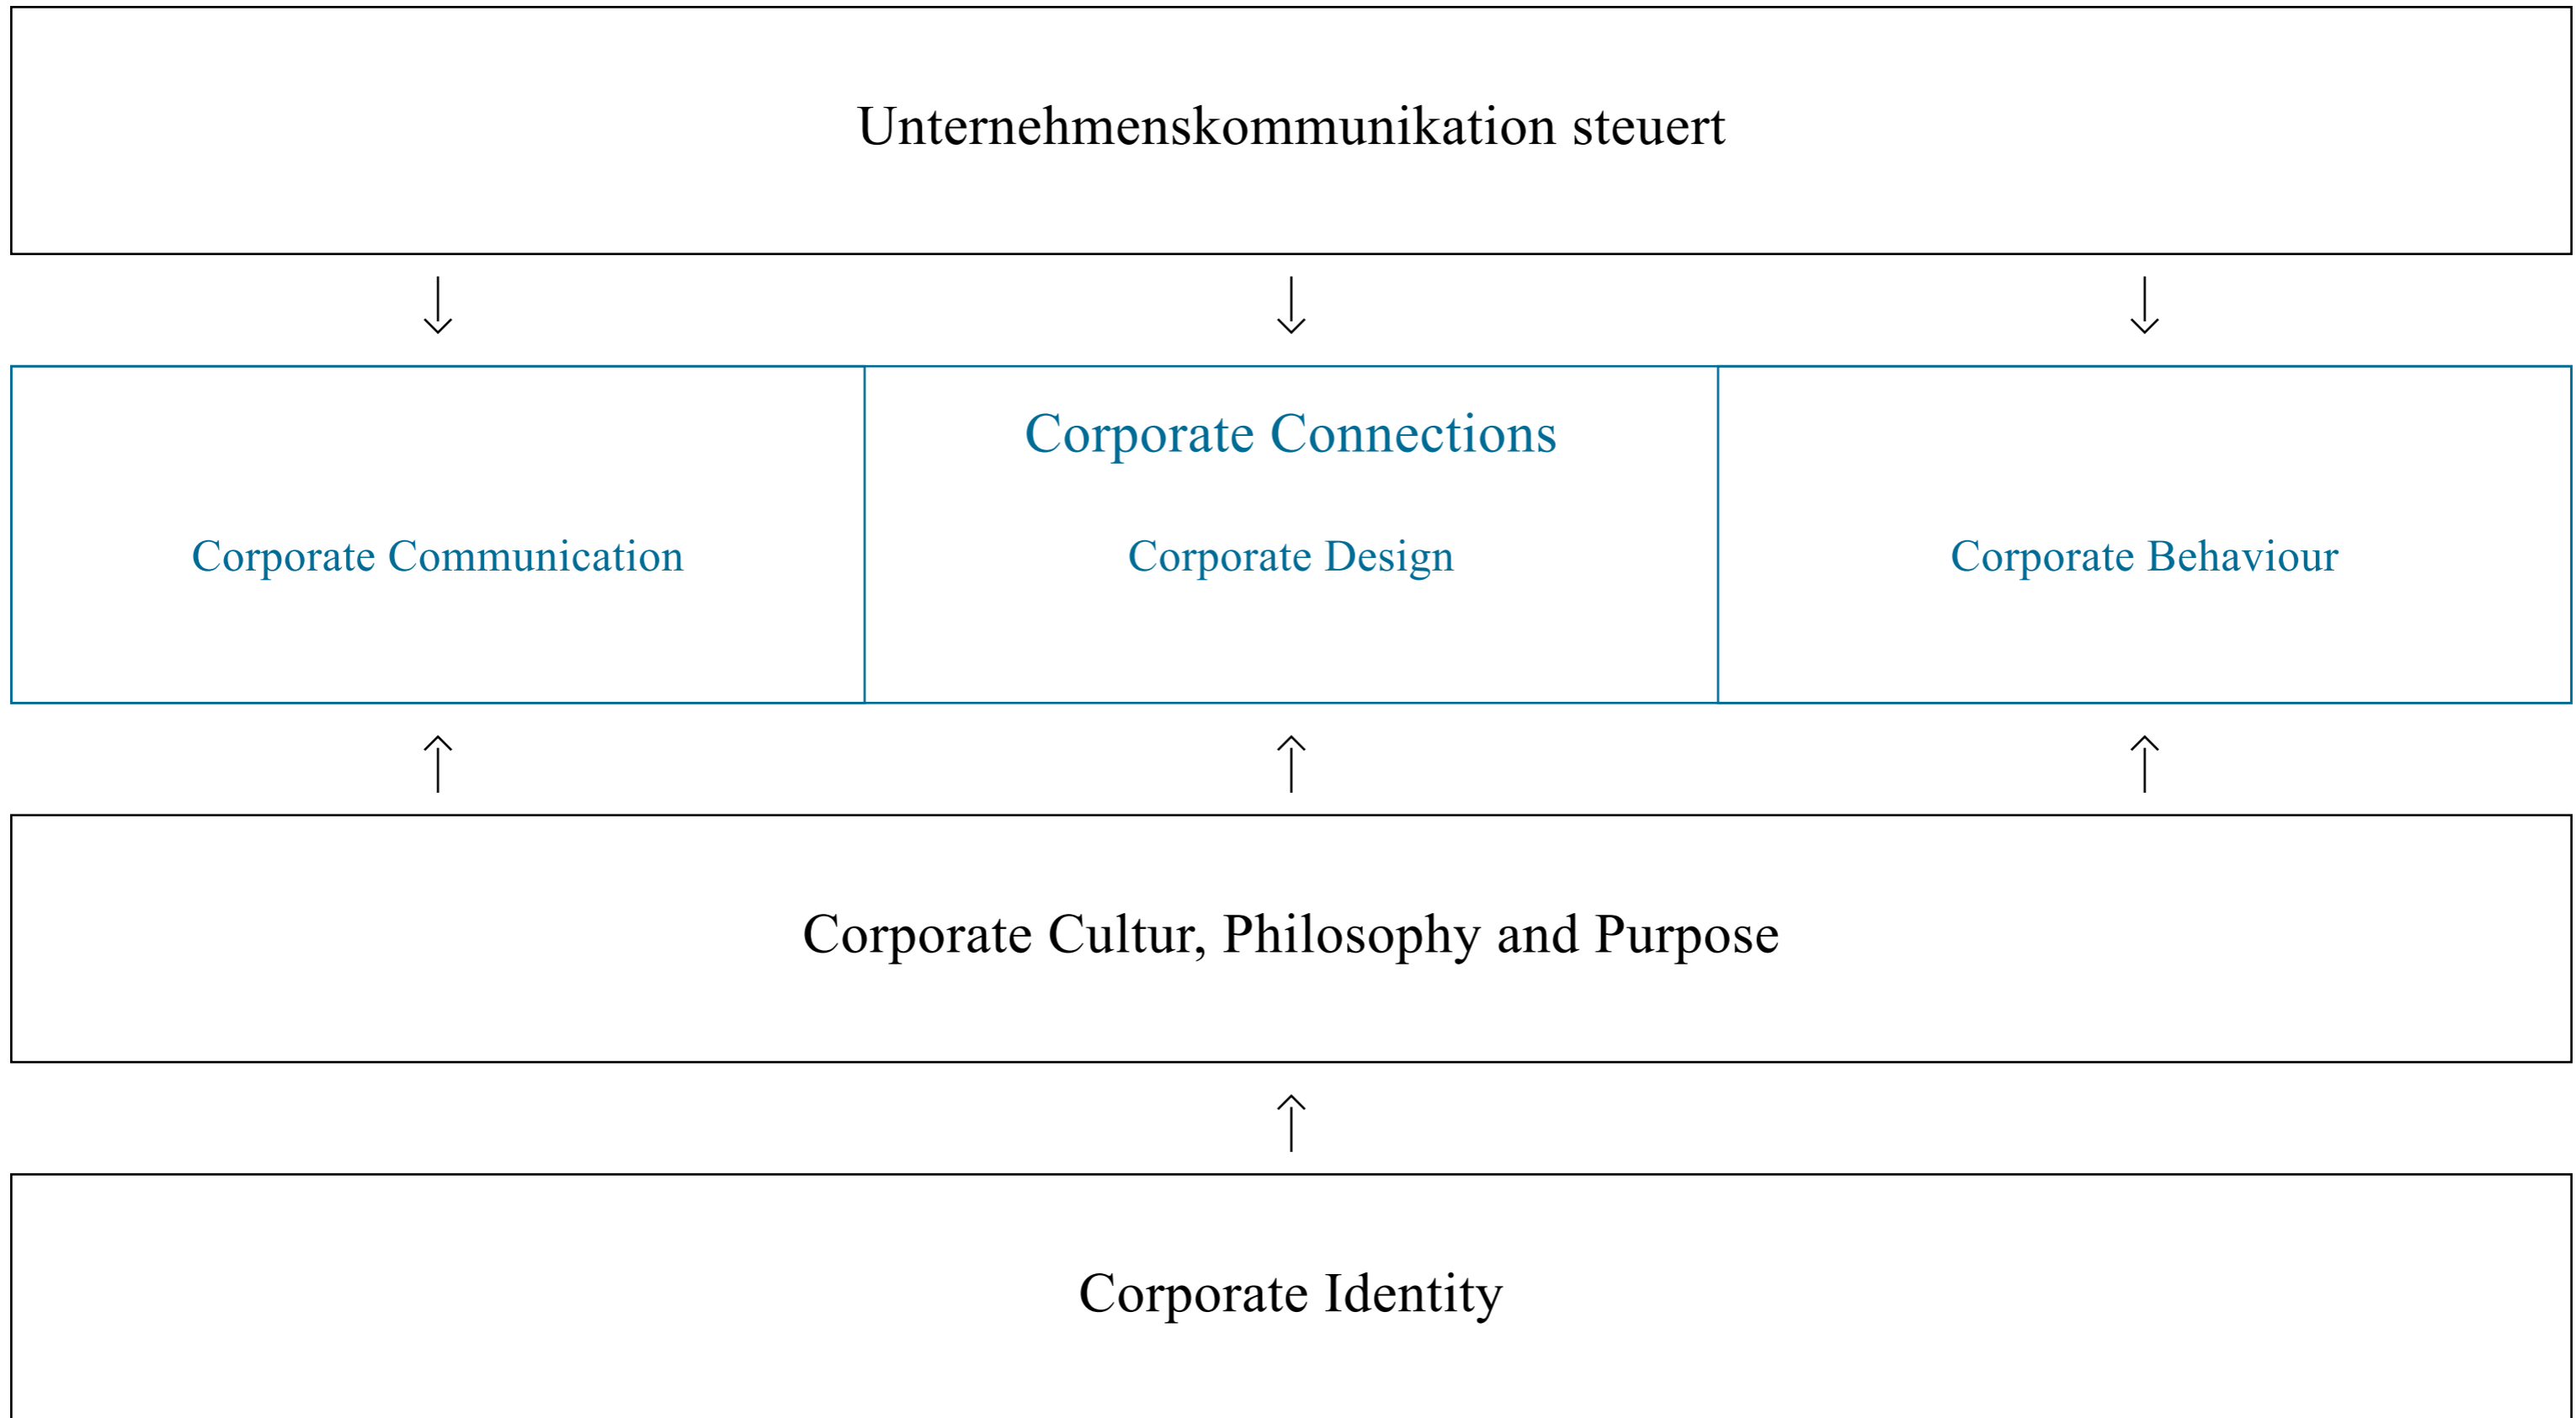 Unternehmenskommunikation steuert
Corporate Connections
Corporate Communication
Corporate Design
Corporate Behaviour
Corporate Cultur, Philosophy and Purpose
Corporate Identity